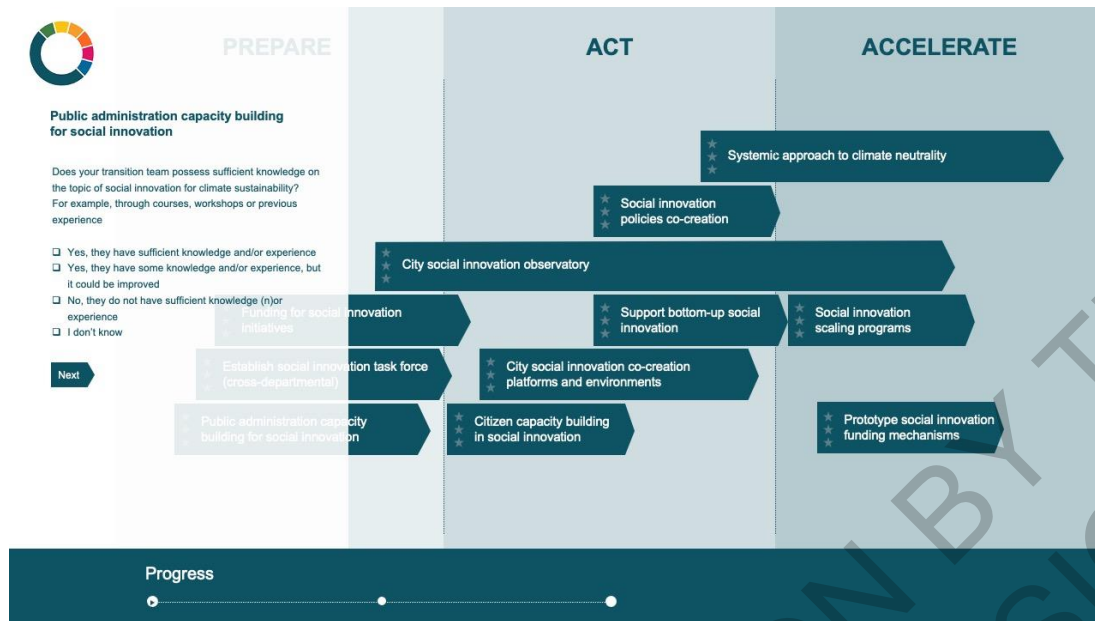 PREPARE
ACT
ACCELERATE
Public administration capacity building
for social innovation
Does your transition team possess sufficient knowledge on
the topic of social innovation for climate sustainability?
For example, through courses, workshops or previous
experience
Yes, they have sufficient knowledge and/or experience
Yes, they have some knowledge and/or experience, but
it could be improved
No, they do not have sufficient knowledge (n)or
experience
I don't know
Next
Systemic approach to climate neutrality
Social innovation
policies co-creation
City social innovation observatory
Funding for social innovation
initiatives
Support bottom-up social
innovation
Social innovation
scaling programs
Establish social innovation task force
(cross-departmental)
City social innovation co-creation
platforms and environments
Public administration capacity
building for social innovation
Citizen capacity building
in social innovation
Prototype social innovation
funding mechanisms
Progress
BY